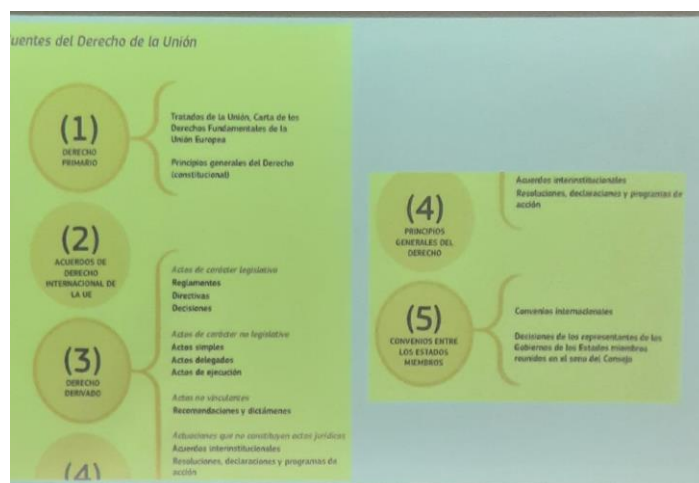 uentes del Derecho de la Unión
(1)
DERECHO
PRIMARIO
Tratados de la Unión, Carta de los
Derechos Fundamentales de la
Unión Europea
Principios generales del Derecho
(constitucional)
(2)
ACUERDOS DE
DERECHO
INTERNACIONAL DE
LA UE
(3)
DERECHO
DERIVADO
Actos de carácter legislativo
Reglamentos
Directivas
Decisiones
Actos de carácter no legislativo
Actos simples
Actos delegados
Actos de ejecución
Actos no vinculantes
Recomendaciones y dictámenes
Actuaciones que no constituyen actos jurídicos
Acuerdos interinstitucionales
Resoluciones, declaraciones y programas de
acción
(4)
Acuerdos interinstitucionales
Resoluciones, declaraciones y programas de
acción
(4)
PRINCIPIOS
GENERALES DEL
DERECHO
(5)
CONVENIOS ENTRE
LOS ESTADOS
MIEMBROS
Convenios internacionales
Decisiones de los representantes de los
Gobiernos de los Estados miembros
reunidos en el seno del Consejo